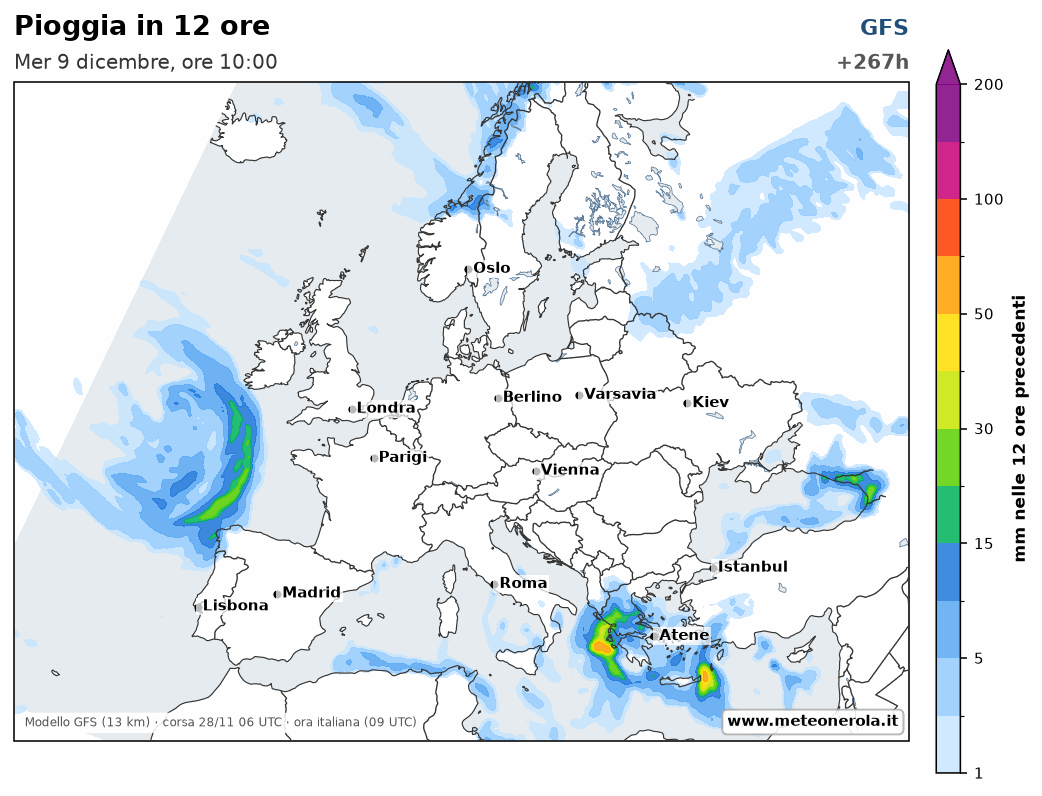 Pioggia in 12 ore
GFS
Mer 9 dicembre, ore 10:00
+267h
200
100
50
30
15
5
1
mm nelle 12 ore precedenti
Oslo
Berlino
Varsavia
Kiev
Londra
Parigi
Vienna
Istanbul
Roma
Madrid
Lisbona
Atene
Modello GFS (13 km) · corsa 28/11 06 UTC · ora italiana (09 UTC)
www.meteonerola.it